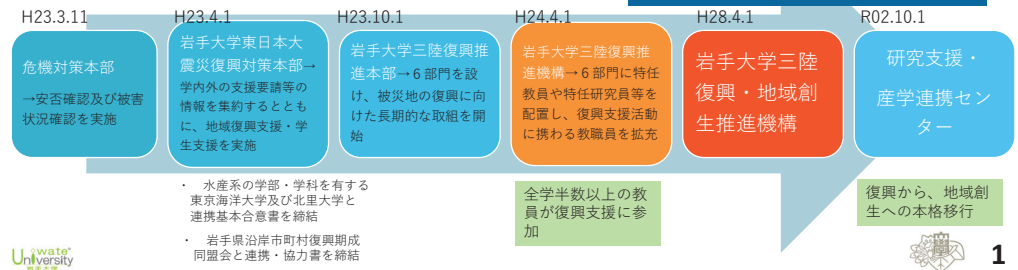 H23.3.11
H23.4.1
H23.10.1
H24.4.1
H28.4.1
R02.10.1
危機対策本部
→安否確認及び被害
状況確認を実施
岩手大学東日本大
震災復興対策本部→
学内外の支援要請等の
情報を集約するととも
に、地域復興支援・学
生支援を実施
岩手大学三陸復興推
進本部→６部門を設
け、被災地の復興に向
けた長期的な取組を開
始
岩手大学三陸復興推
進機構→６部門に特任
教員や特任研究員等を
配置し、復興支援活動
に携わる教職員を拡充
岩手大学三陸
復興・地域創
生推進機構
研究支援・
産学連携セン
ター
・ 水産系の学部・学科を有する
東京海洋大学及び北里大学と
連携基本合意書を締結
・ 岩手県沿岸市町村復興期成
同盟会と連携・協力書を締結
全学半数以上の教
員が復興支援に参
加
復興から、地域創
生への本格移行
Iwate
University
岩手大学
1